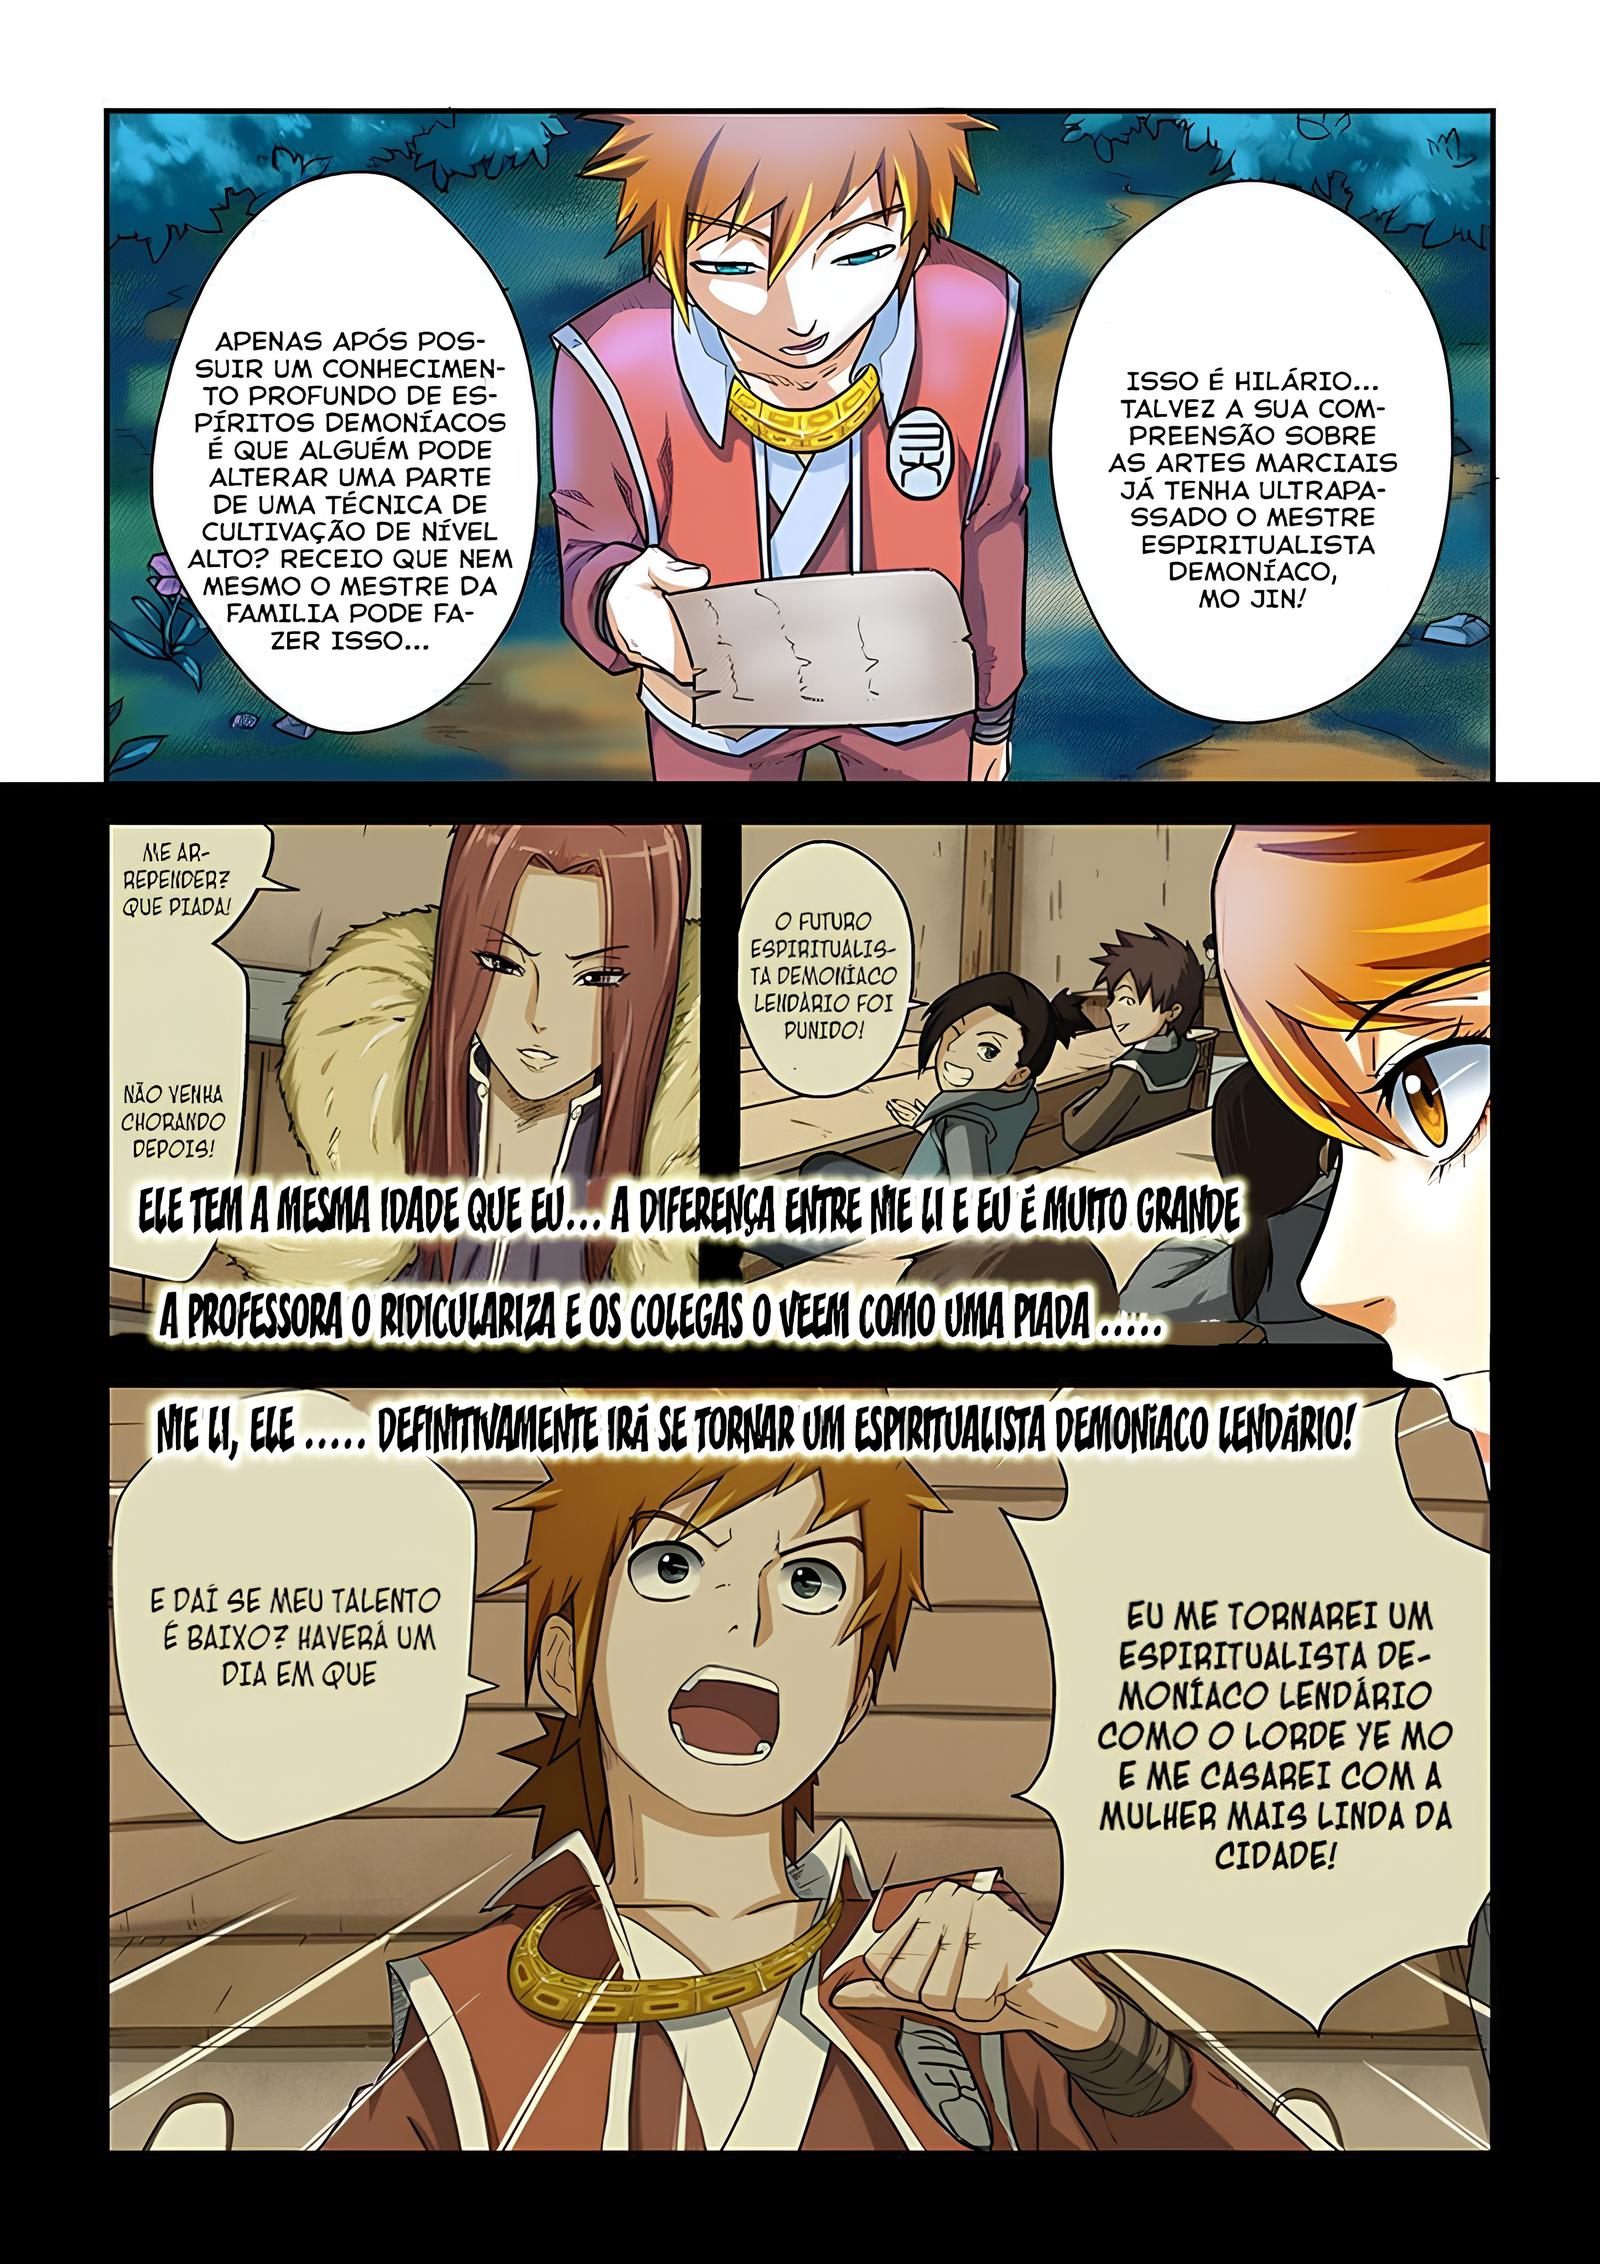 APENAS APÓS POS-
SUIR UM CONHECIMEN-
TO PROFUNDO DE ES-
PÍRITOS DEMONÍACOS
É QUE ALGUÉM PODE
ALTERAR UMA PARTE
DE UMA TÉCNICA DE
CULTIVAÇÃO DE NÍVEL
ALTO? RECEIO QUE NEM
MESMO O MESTRE DA
FAMILIA PODE FA-
ZER ISSO...
ISSO É HILÁRIO...
TALVEZ A SUA COM-
PREENSÃO SOBRE
AS ARTES MARCIAIS
JÁ TENHA ULTRAPA-
SSADO O MESTRE
ESPIRITUALISTA
DEMONÍACO,
MO JIN!
ME AR-
REPENDER?
QUE PIADA!
NÃO VENHA
CHORANDO
DEPOIS!
O FUTURO
ESPIRITUALIS-
TA DEMONÍACO
LENDÁRIO FOI
PUNIDO!
ELE TEM A MESMA IDADE QUE EU... A DIFERENÇA ENTRE NIE LI E EU É MUITO GRANDE
A PROFESSORA O RIDICULARIZA E OS COLEGAS O VEEM COMO UMA PIADA .....
NIE LI, ELE ..... DEFINITIVAMENTE IRÁ SE TORNAR UM ESPIRITUALISTA DEMONÍACO LENDÁRIO!
E DAÍ SE MEU TALENTO
É BAIXO? HAVERÁ UM
DIA EM QUE
EU ME TORNAREI UM
ESPIRITUALISTA DE-
MONÍACO LENDÁRIO
COMO O LORDE YE MO
E ME CASAREI COM A
MULHER MAIS LINDA DA
CIDADE!